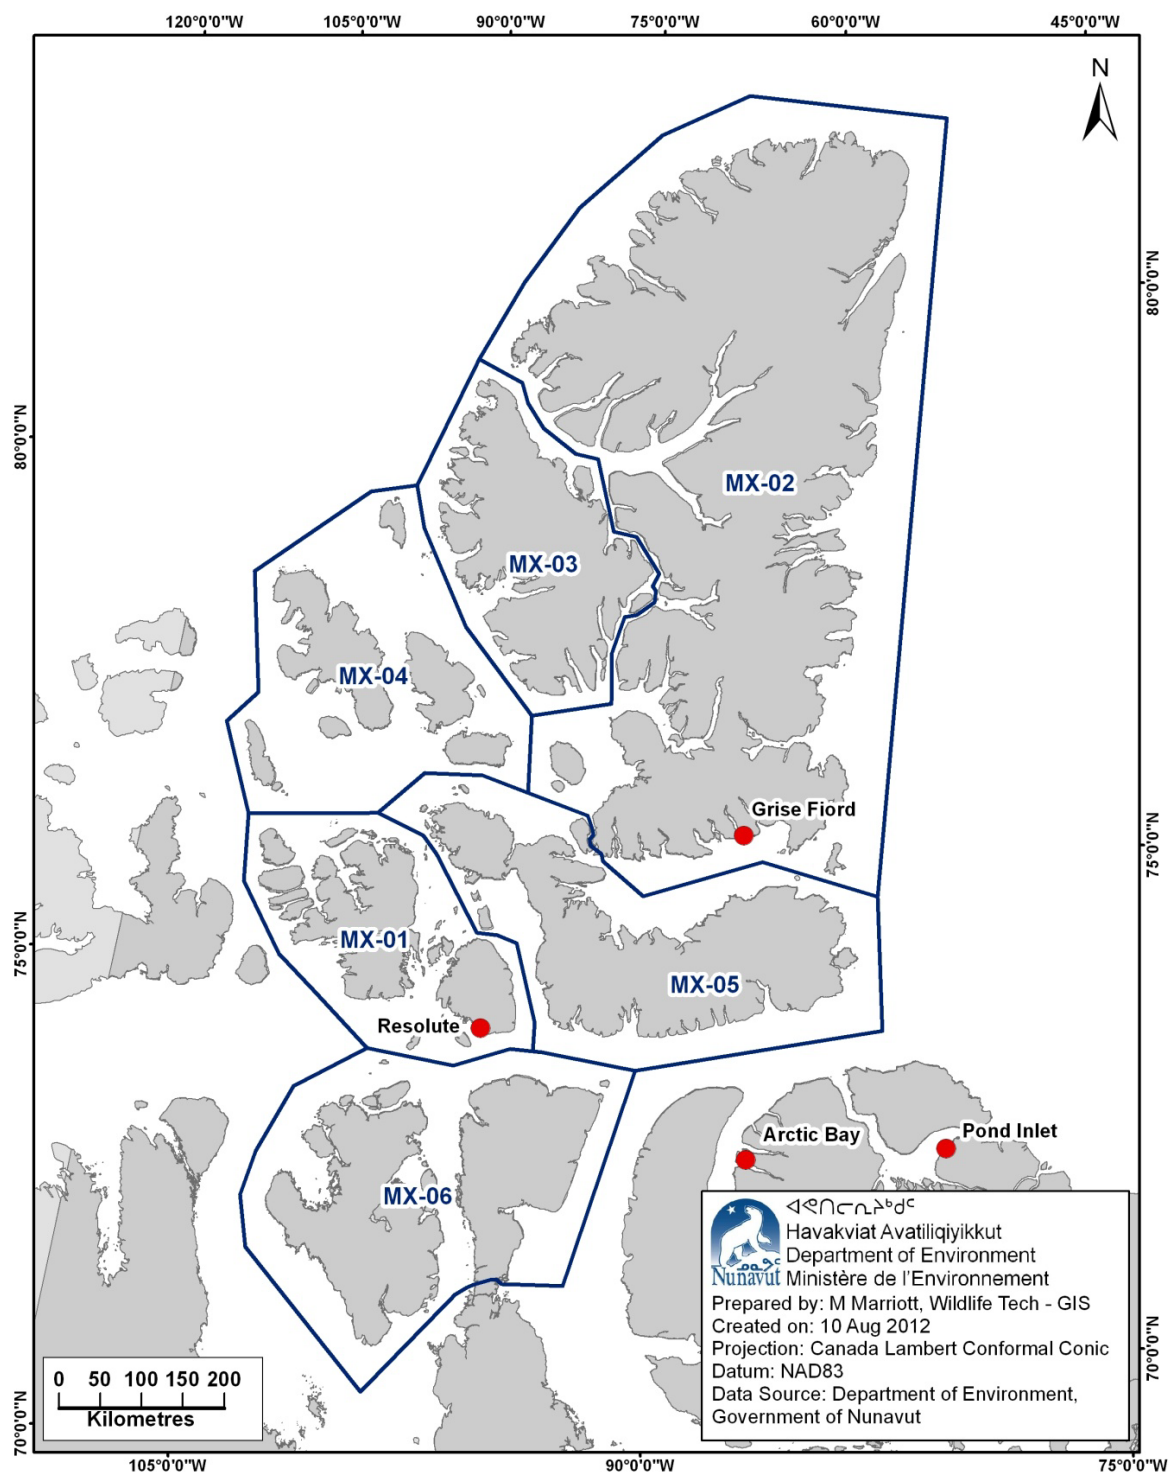 120°0'0"W 105°0'0"W 90°0'0"W 75°0'0"W 60°0'0"W 45°0'0"W
N
80°0'0"N
80°0'0"N
MX-02
MX-03
MX-04
Grise Fiord
75°0'0"N
75°0'0"N
MX-01
MX-05
Resolute
Arctic Bay
Pond Inlet
MX-06
ᐊᕙᑎᓕᕆᔨᒃᑯᑦ
Havakviat Avatiliqiyikkut
Department of Environment
Ministère de l'Environnement
Nunavut
Prepared by: M Marriott, Wildlife Tech - GIS
Created on: 10 Aug 2012
Projection: Canada Lambert Conformal Conic
Datum: NAD83
Data Source: Department of Environment,
Government of Nunavut
70°0'0"N
0 50 100 150 200
Kilometres
70°0'0"N
105°0'0"W 90°0'0"W 75°0'0"W